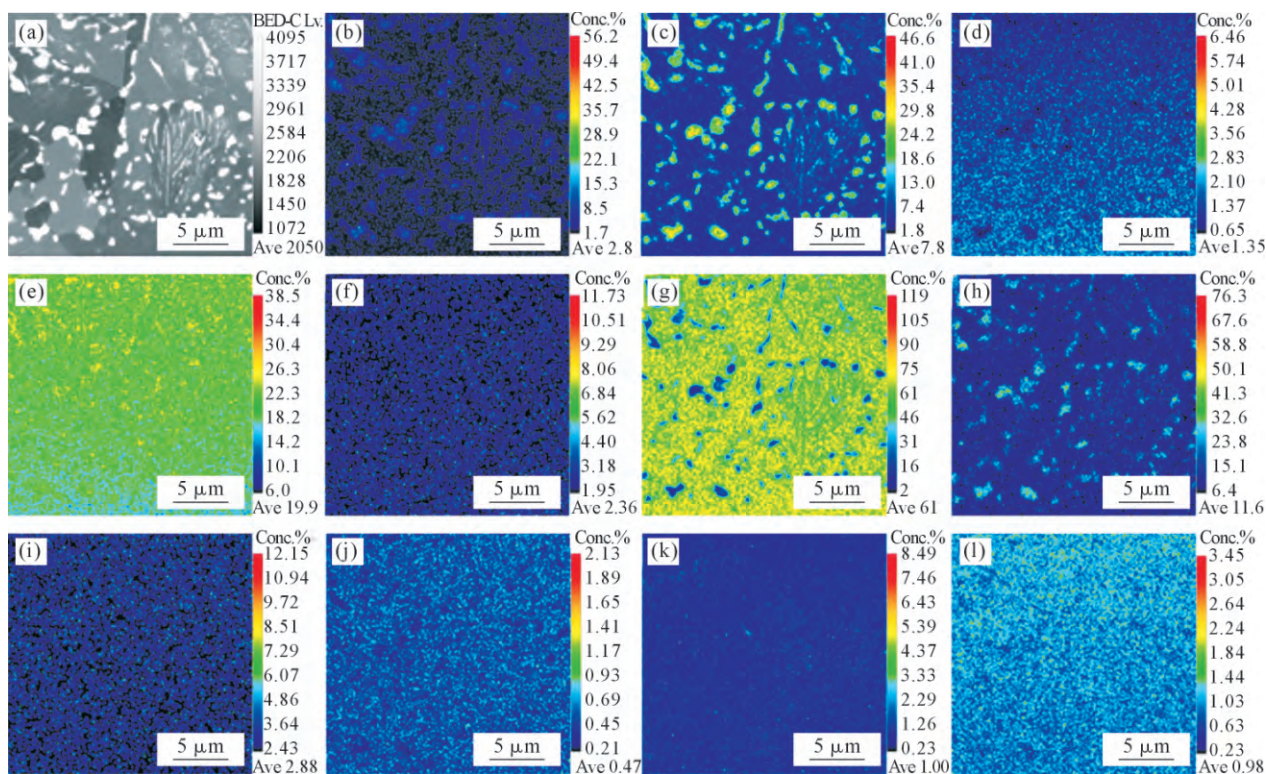 (a)
BED-C Lv.
4095
3717
3339
2961
2584
2206
1828
1450
1072
Ave 2050
5 μm
(b)
Conc.%
56.2
49.4
42.5
35.7
28.9
22.1
15.3
8.5
1.7
Ave 2.8
5 μm
(c)
Conc.%
46.6
41.0
35.4
29.8
24.2
18.6
13.0
7.4
1.8
Ave 7.8
5 μm
(d)
Conc.%
6.46
5.74
5.01
4.28
3.56
2.83
2.10
1.37
0.65
Ave 1.35
5 μm
(e)
Conc.%
38.5
34.4
30.4
26.3
22.3
18.2
14.2
10.1
6.0
Ave 19.9
5 μm
(f)
Conc.%
11.73
10.51
9.29
8.06
6.84
5.62
4.40
3.18
1.95
Ave 2.36
5 μm
(g)
Conc.%
119
105
90
75
61
46
31
16
2
Ave 61
5 μm
(h)
Conc.%
76.3
67.6
58.8
50.1
41.3
32.6
23.8
15.1
6.4
Ave 11.6
5 μm
(i)
Conc.%
12.15
10.94
9.72
8.51
7.29
6.07
4.86
3.64
2.43
Ave 2.88
5 μm
(j)
Conc.%
2.13
1.89
1.65
1.41
1.17
0.93
0.69
0.45
0.21
Ave 0.47
5 μm
(k)
Conc.%
8.49
7.46
6.43
5.39
4.37
3.33
2.29
1.26
0.23
Ave 1.00
5 μm
(l)
Conc.%
3.45
3.05
2.64
2.24
1.84
1.44
1.03
0.63
0.23
Ave 0.98
5 μm